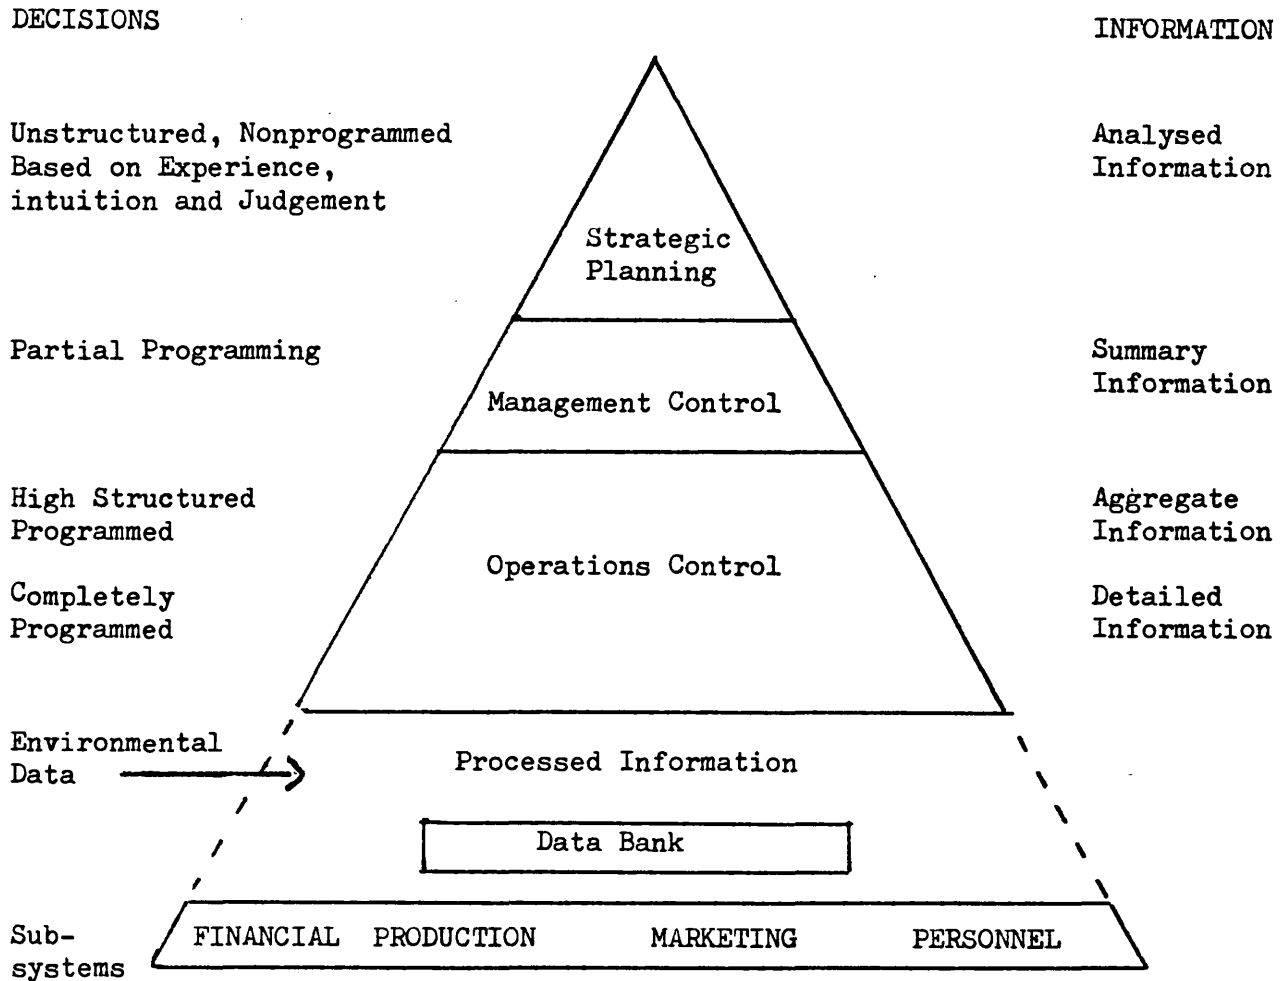 DECISIONS
INFORMATION
Unstructured, Nonprogrammed
Based on Experience,
intuition and Judgement
Analysed
Information
Strategic
Planning
Partial Programming
Summary
Information
Management Control
High Structured
Programmed
Aggregate
Information
Operations Control
Completely
Programmed
Detailed
Information
Environmental
Data
Processed Information
Data Bank
Sub-
systems
FINANCIAL PRODUCTION MARKETING PERSONNEL